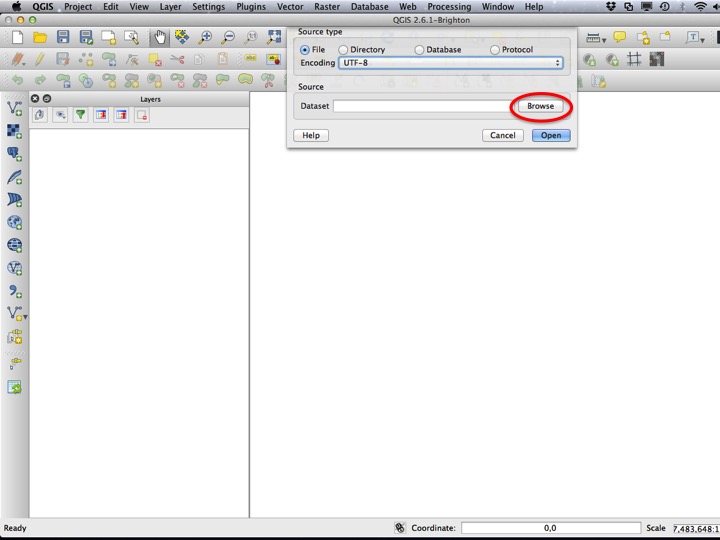 QGIS Project Edit View Layer Settings Plugins Vector Raster Database Web Processing Window Help
QGIS 2.6.1-Brighton
Source type
File Directory Database Protocol
Encoding UTF-8
Source
Dataset Browse
Help Cancel Open
Layers
Ready Coordinate: 0,0 Scale 7,483,648:1